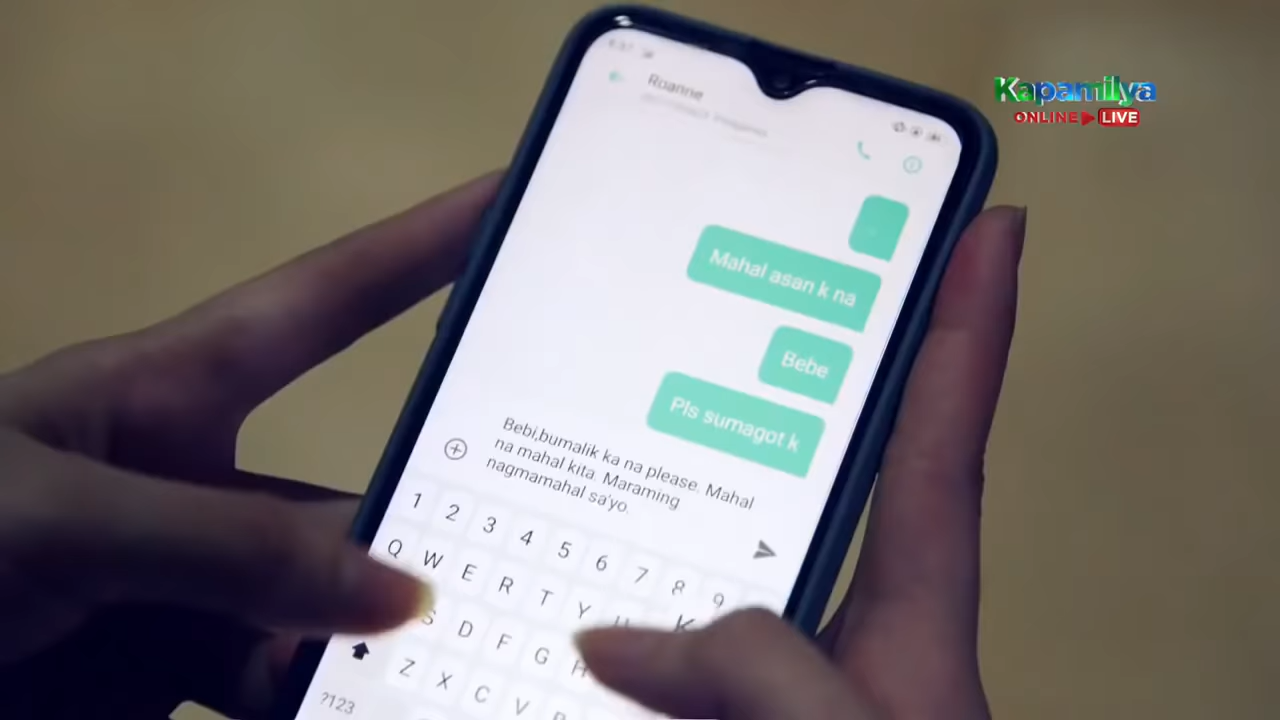 Kapamilya
ONLINE LIVE
Roanne
Mahal asan k na
Bebe
Pls sumagot k
Bebi,bumalik ka na please. Mahal
na mahal kita. Maraming
nagmamahal sa'yo.
1 2 3 4 5 6 7 8 9
Q W E R T Y U
S D F G H K
Z X C V
?123